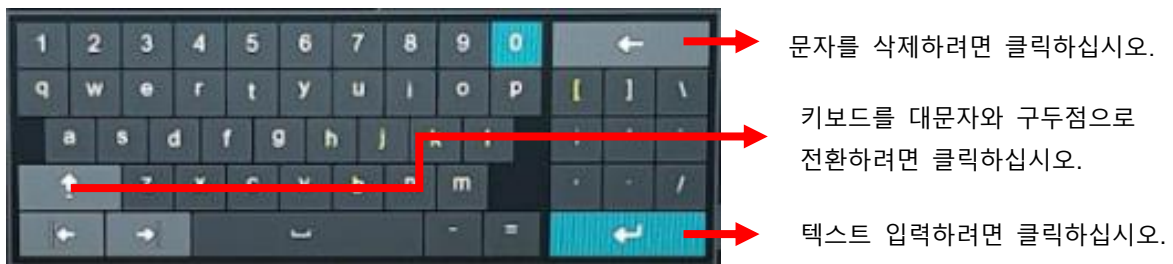 1 2 3 4 5 6 7 8 9 0
문자를 삭제하려면 클릭하십시오.
q w e r t y u i o p [ ] \
키보드를 대문자와 구두점으로
a s d f g h j k
전환하려면 클릭하십시오.
z x c v b n m /
- =
텍스트 입력하려면 클릭하십시오.